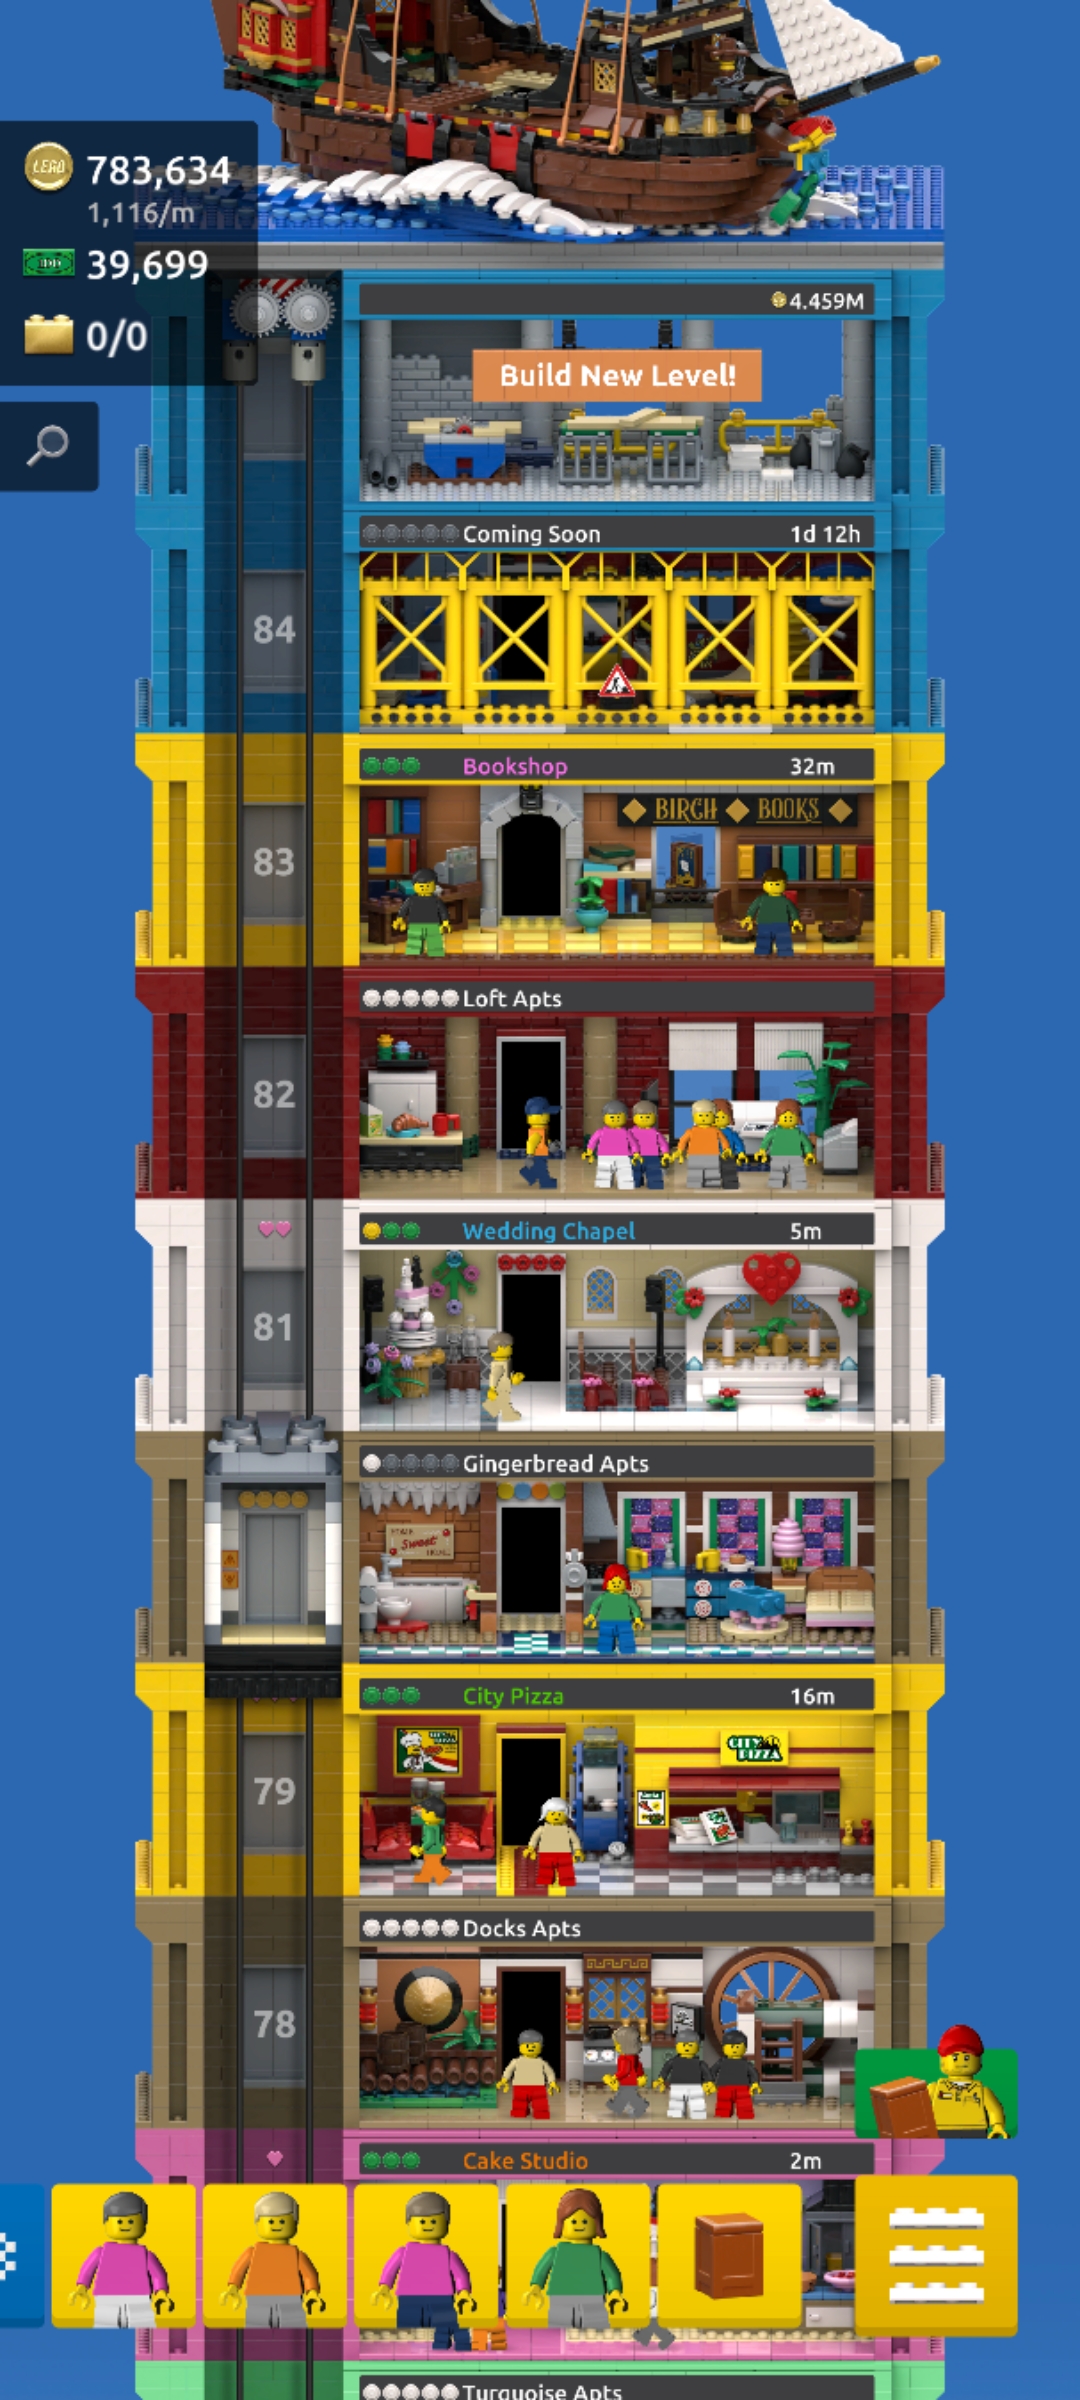 LEGO
783,634
1,116/m
39,699
0/0
4.459M
Build New Level!
Coming Soon 1d 12h
84
Bookshop 32m
BIRCH BOOKS
83
Loft Apts
82
Wedding Chapel 5m
81
Gingerbread Apts
Sweet
City Pizza 16m
CITY
PIZZA
79
Docks Apts
78
Cake Studio 2m
Turquoise Apts